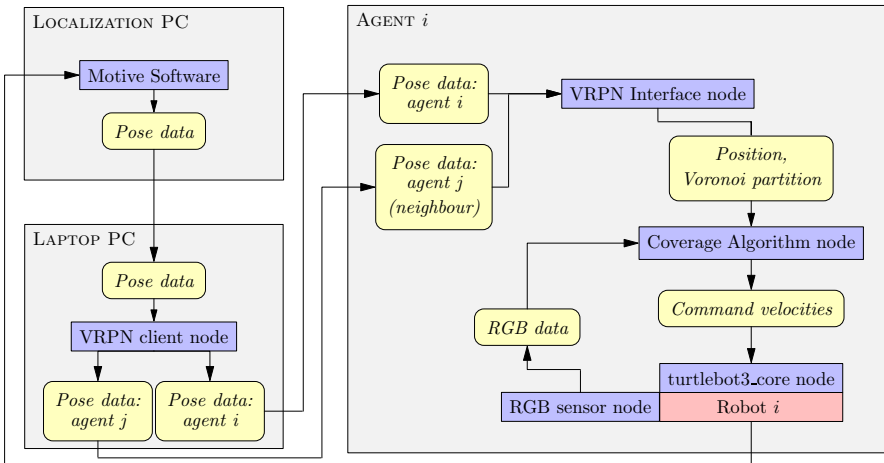 LOCALIZATION PC
Motive Software
Pose data
LAPTOP PC
Pose data
VRPN client node
Pose data:
agent j
Pose data:
agent i
AGENT i
Pose data:
agent i
Pose data:
agent j
(neighbour)
VRPN Interface node
Position,
Voronoi partition
Coverage Algorithm node
Command velocities
RGB data
turtlebot3_core node
RGB sensor node
Robot i